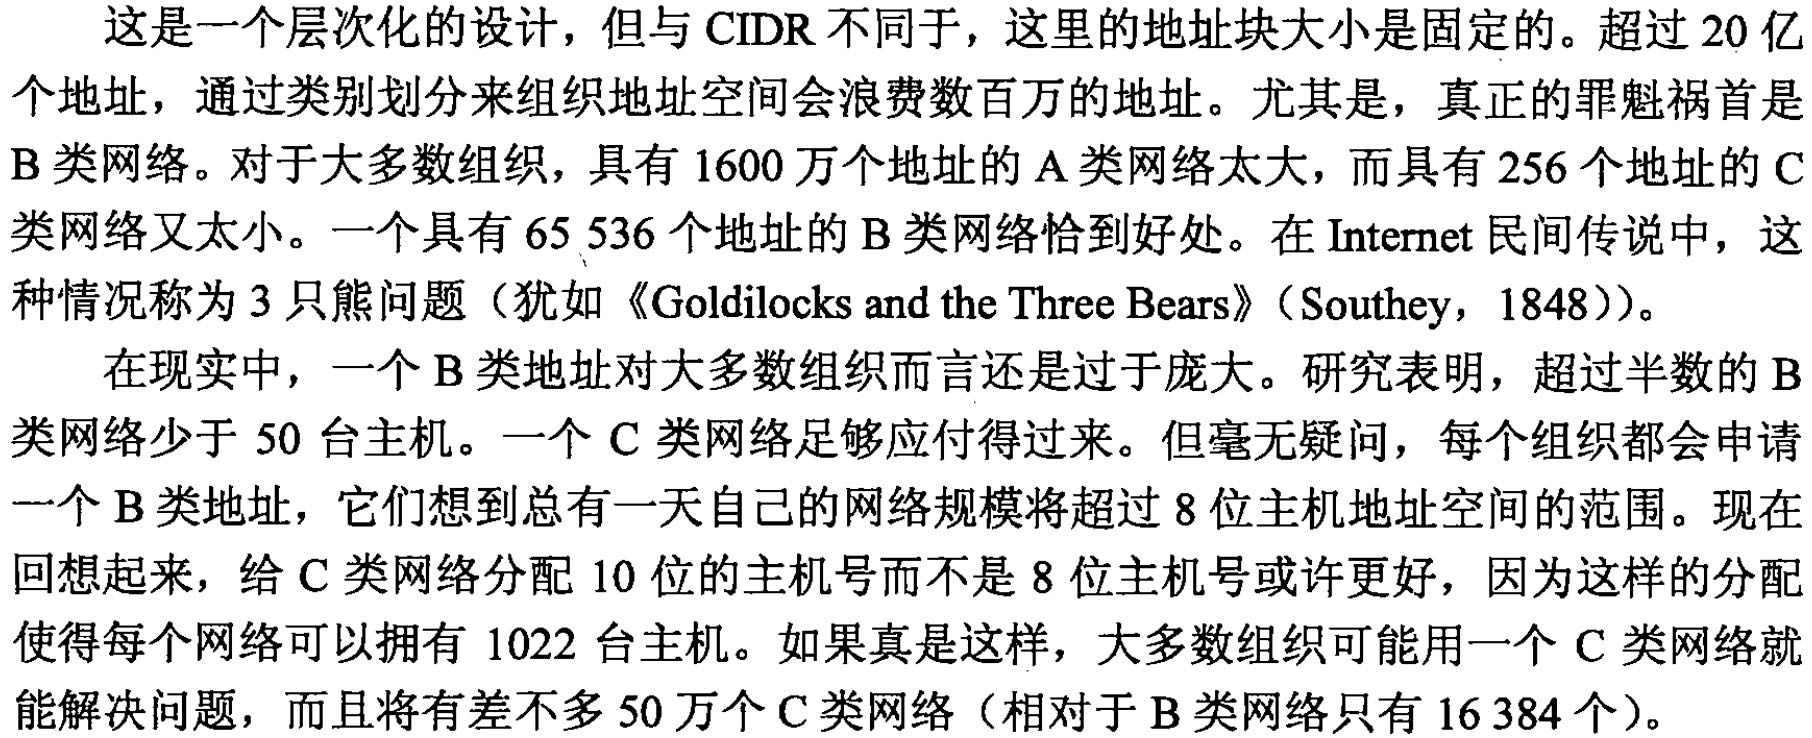 这是一个层次化的设计，但与 CIDR 不同于，这里的地址块大小是固定的。超过 20 亿
个地址，通过类别划分来组织地址空间会浪费数百万的地址。尤其是，真正的罪魁祸首是
B 类网络。对于大多数组织，具有 1600 万个地址的 A 类网络太大，而具有 256 个地址的 C
类网络又太小。一个具有 65 536 个地址的 B 类网络恰到好处。在 Internet 民间传说中，这
种情况称为 3 只熊问题（犹如《Goldilocks and the Three Bears》（Southey，1848））。
在现实中，一个 B 类地址对大多数组织而言还是过于庞大。研究表明，超过半数的 B
类网络少于 50 台主机。一个 C 类网络足够应付得过来。但毫无疑问，每个组织都会申请
一个 B 类地址，它们想到总有一天自己的网络规模将超过 8 位主机地址空间的范围。现在
回想起来，给 C 类网络分配 10 位的主机号而不是 8 位主机号或许更好，因为这样的分配
使得每个网络可以拥有 1022 台主机。如果真是这样，大多数组织可能用一个 C 类网络就
能解决问题，而且将有差不多 50 万个 C 类网络（相对于 B 类网络只有 16 384 个）。